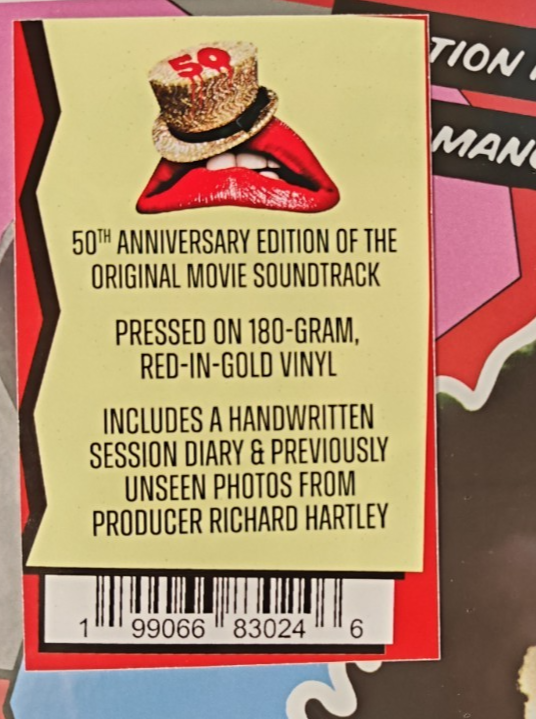 50
TION
MAN
50TH ANNIVERSARY EDITION OF THE
ORIGINAL MOVIE SOUNDTRACK
PRESSED ON 180-GRAM,
RED-IN-GOLD VINYL
INCLUDES A HANDWRITTEN
SESSION DIARY & PREVIOUSLY
UNSEEN PHOTOS FROM
PRODUCER RICHARD HARTLEY
1 99066 83024 6